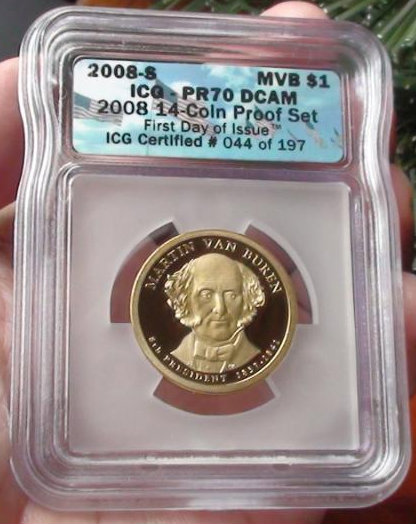 2008-S MVB $1
ICG - PR70 DCAM
2008 14-Coin Proof Set
First Day of Issue™
ICG Certified # 044 of 197
MARTIN VAN BUREN
8th PRESIDENT 1837-1841